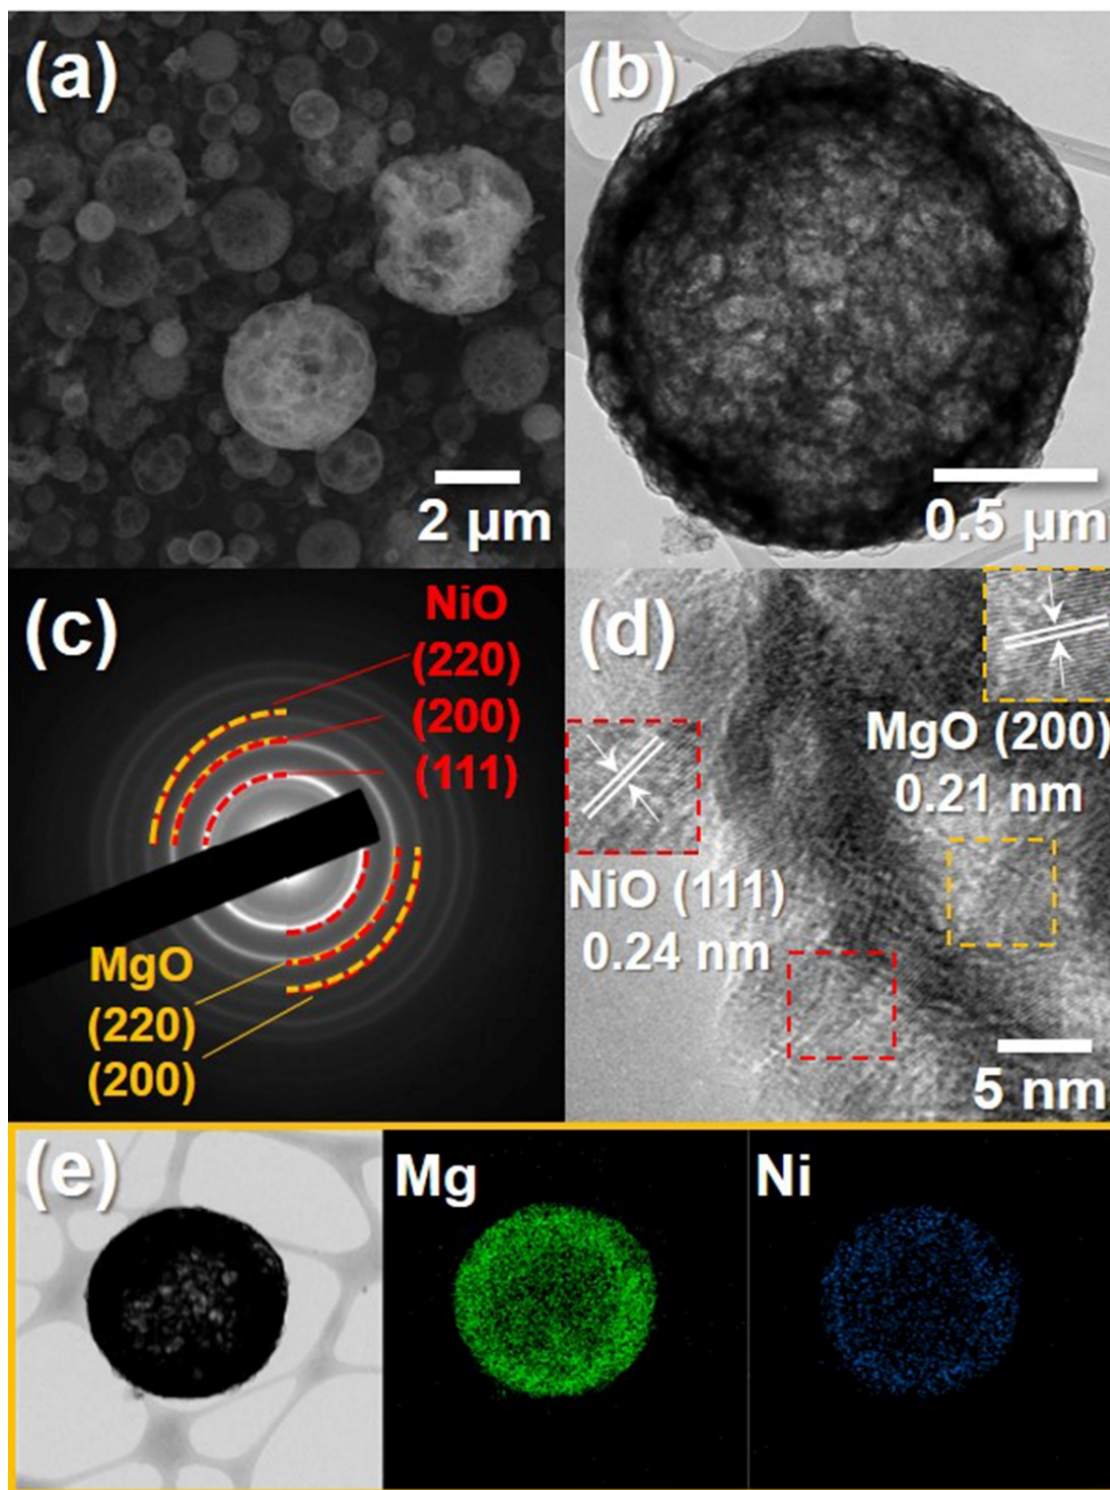 (a)
2 μm
(b)
0.5 μm
(c)
NiO
(220)
(200)
(111)
MgO
(220)
(200)
(d)
MgO (200)
0.21 nm
NiO (111)
0.24 nm
5 nm
(e)
Mg
Ni